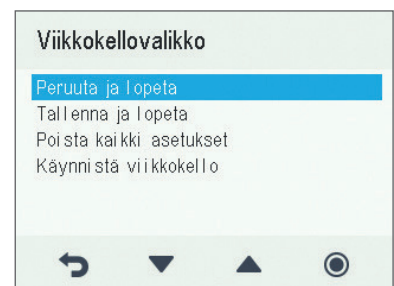 Viikkokellovalikko
Peruuta ja lopeta
Tallenna ja lopeta
Poista kaikki asetukset
Käynnistä viikkokello